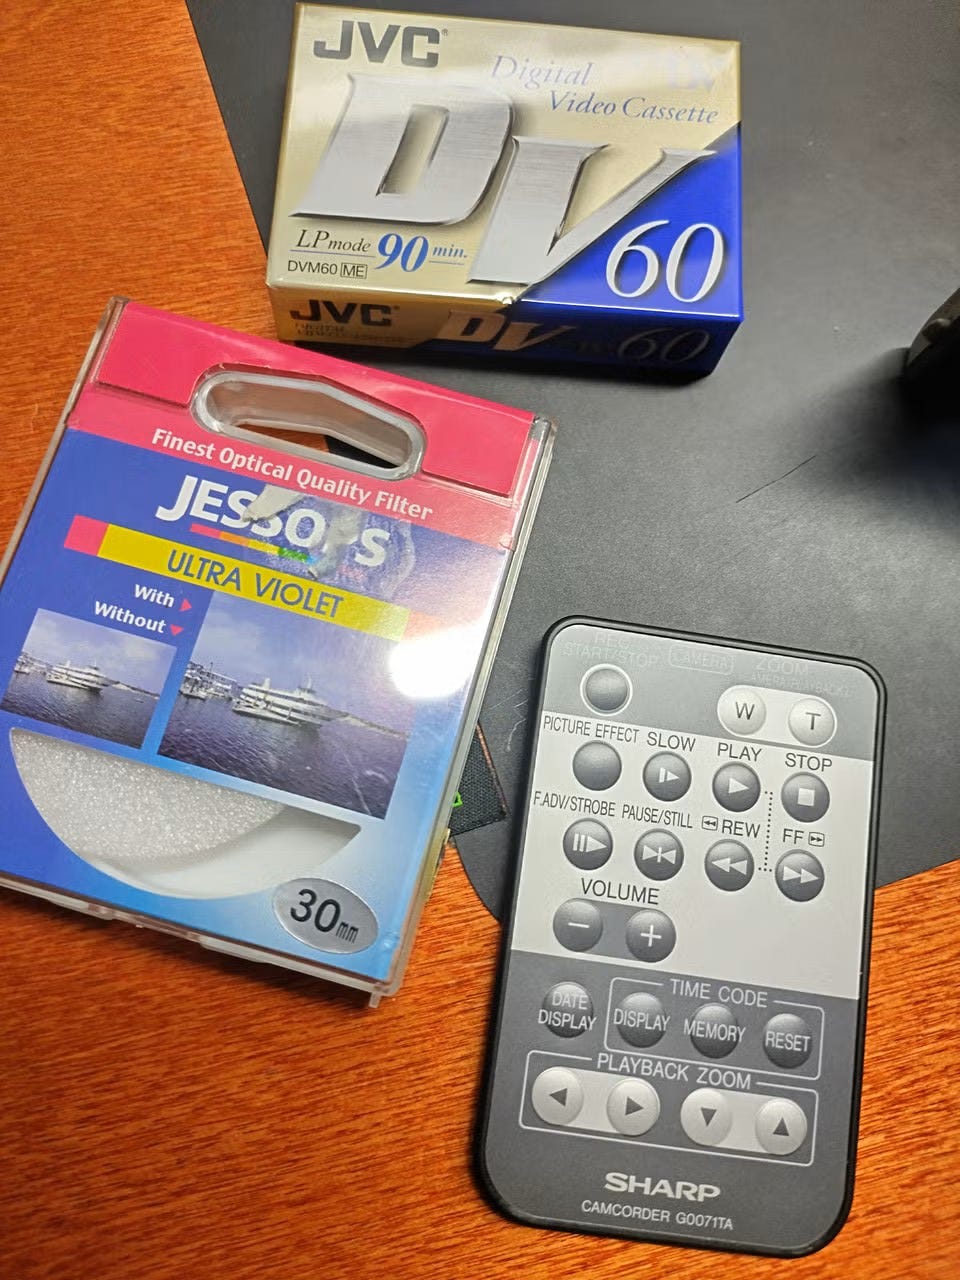 JVC
Digital
Video Cassette
DV
LP mode 90 min.
DVM60 ME
60
JVC DV 60
Finest Optical Quality Filter
JESSOPS
ULTRA VIOLET
With
Without
30mm
REC
START/STOP
CAMERA
ZOOM
W T
PICTURE EFFECT SLOW PLAY STOP
F.ADV/STROBE PAUSE/STILL REW FF
VOLUME
− +
TIME CODE
DATE
DISPLAY
DISPLAY MEMORY RESET
PLAYBACK ZOOM
SHARP
CAMCORDER G0071TA